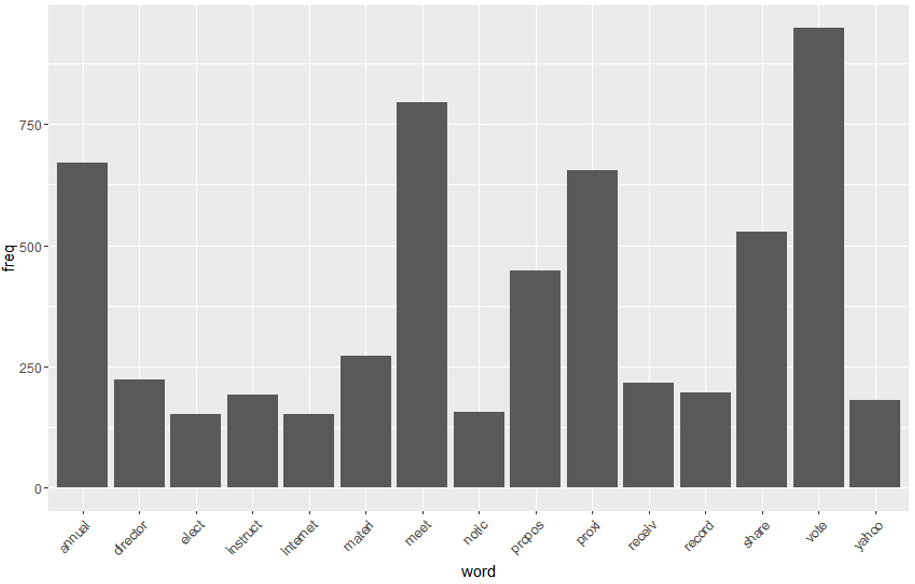 freq
750
500
250
0
annual
director
elect
instruct
internet
materi
meet
notic
propos
proxi
receiv
record
share
vote
yahoo
word